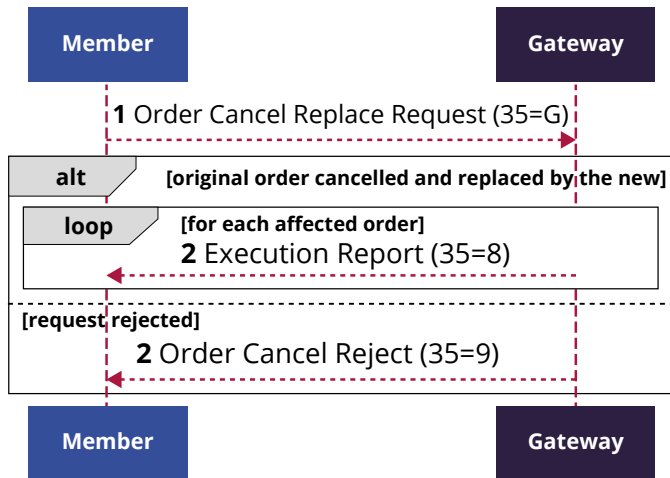 Member
Gateway
1 Order Cancel Replace Request (35=G)
alt
[original order cancelled and replaced by the new]
loop
[for each affected order]
2 Execution Report (35=8)
[request rejected]
2 Order Cancel Reject (35=9)
Member
Gateway